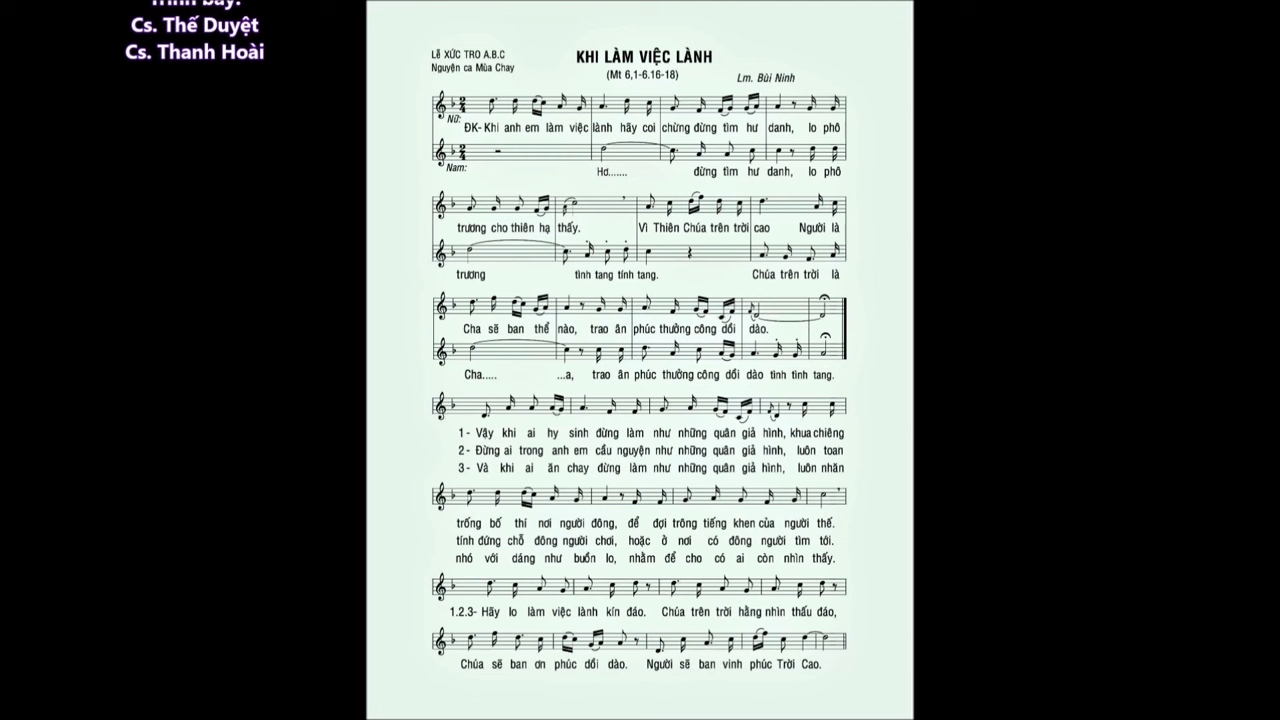 Trình bày:
Cs. Thế Duyệt
Cs. Thanh Hoài
Lễ XỨC TRO A.B.C
Nguyện ca Mùa Chay
KHI LÀM VIỆC LÀNH
(Mt 6,1-6.16-18)
Lm. Bùi Ninh
Nữ:
ĐK- Khi anh em làm việc lành hãy coi chừng đừng tìm hư danh, lo phô
Nam:
Hơ....... đừng tìm hư danh, lo phô
trương cho thiên hạ thấy. Vì Thiên Chúa trên trời cao Người là
trương tình tang tính tang. Chúa trên trời là
Cha sẽ ban thể nào, trao ân phúc thưởng công dồi dào.
Cha..... ...a, trao ân phúc thưởng công dồi dào tình tình tang.
1- Vậy khi ai hy sinh đừng làm như những quân giả hình, khua chiêng
2- Đừng ai trong anh em cầu nguyện như những quân giả hình, luôn toan
3- Và khi ai ăn chay đừng làm như những quân giả hình, luôn nhăn
trống bố thí nơi người đông, để đợi trông tiếng khen của người thế.
tính đứng chỗ đông người chơi, hoặc ở nơi có đông người tìm tới.
nhó với dáng như buồn lo, nhằm để cho có ai còn nhìn thấy.
1.2.3- Hãy lo làm việc lành kín đáo. Chúa trên trời hằng nhìn thấu đáo,
Chúa sẽ ban ơn phúc dồi dào. Người sẽ ban vinh phúc Trời Cao.